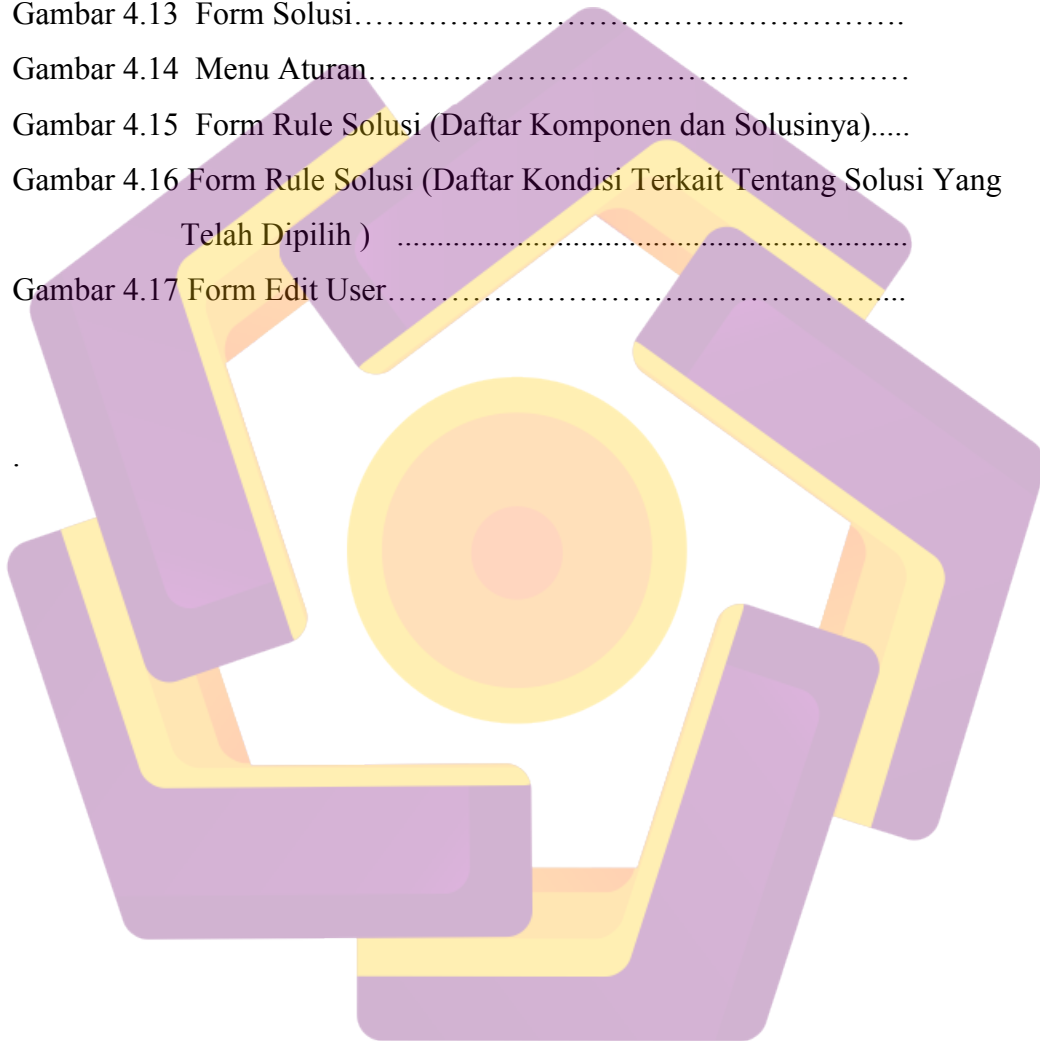 Gambar 4.13  Form Solusi…………………………………………….
Gambar 4.14  Menu Aturan……………………………………………
Gambar 4.15  Form Rule Solusi (Daftar Komponen dan Solusinya).....
Gambar 4.16 Form Rule Solusi (Daftar Kondisi Terkait Tentang Solusi Yang
Telah Dipilih )   ................................................................
Gambar 4.17 Form Edit User………………………………………....
.